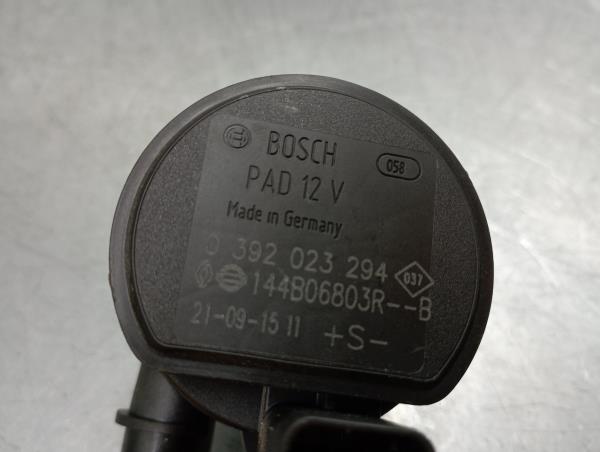 BOSCH
058
PAD 12 V
Made in Germany
0 392 023 294
037
144B06803R--B
21-09-15 11
+S-